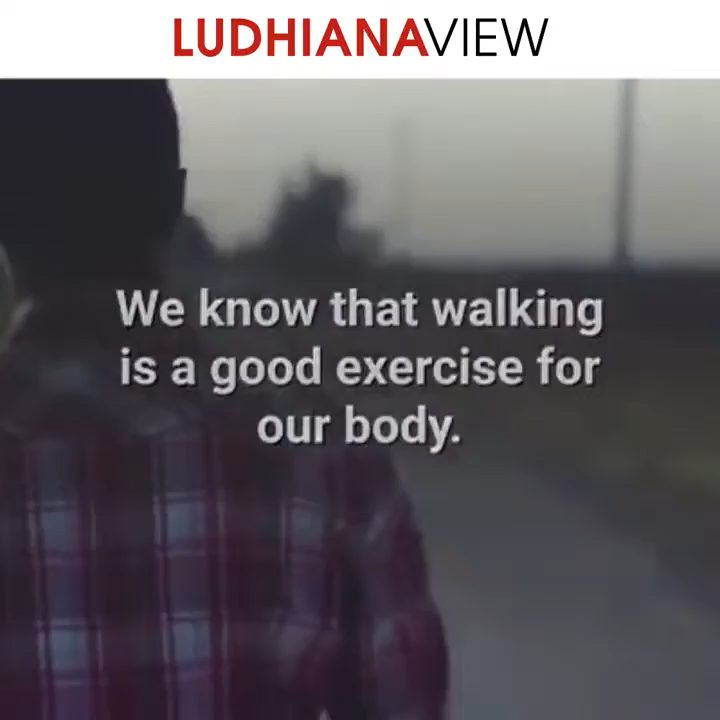 LUDHIANAVIEW
We know that walking
is a good exercise for
our body.